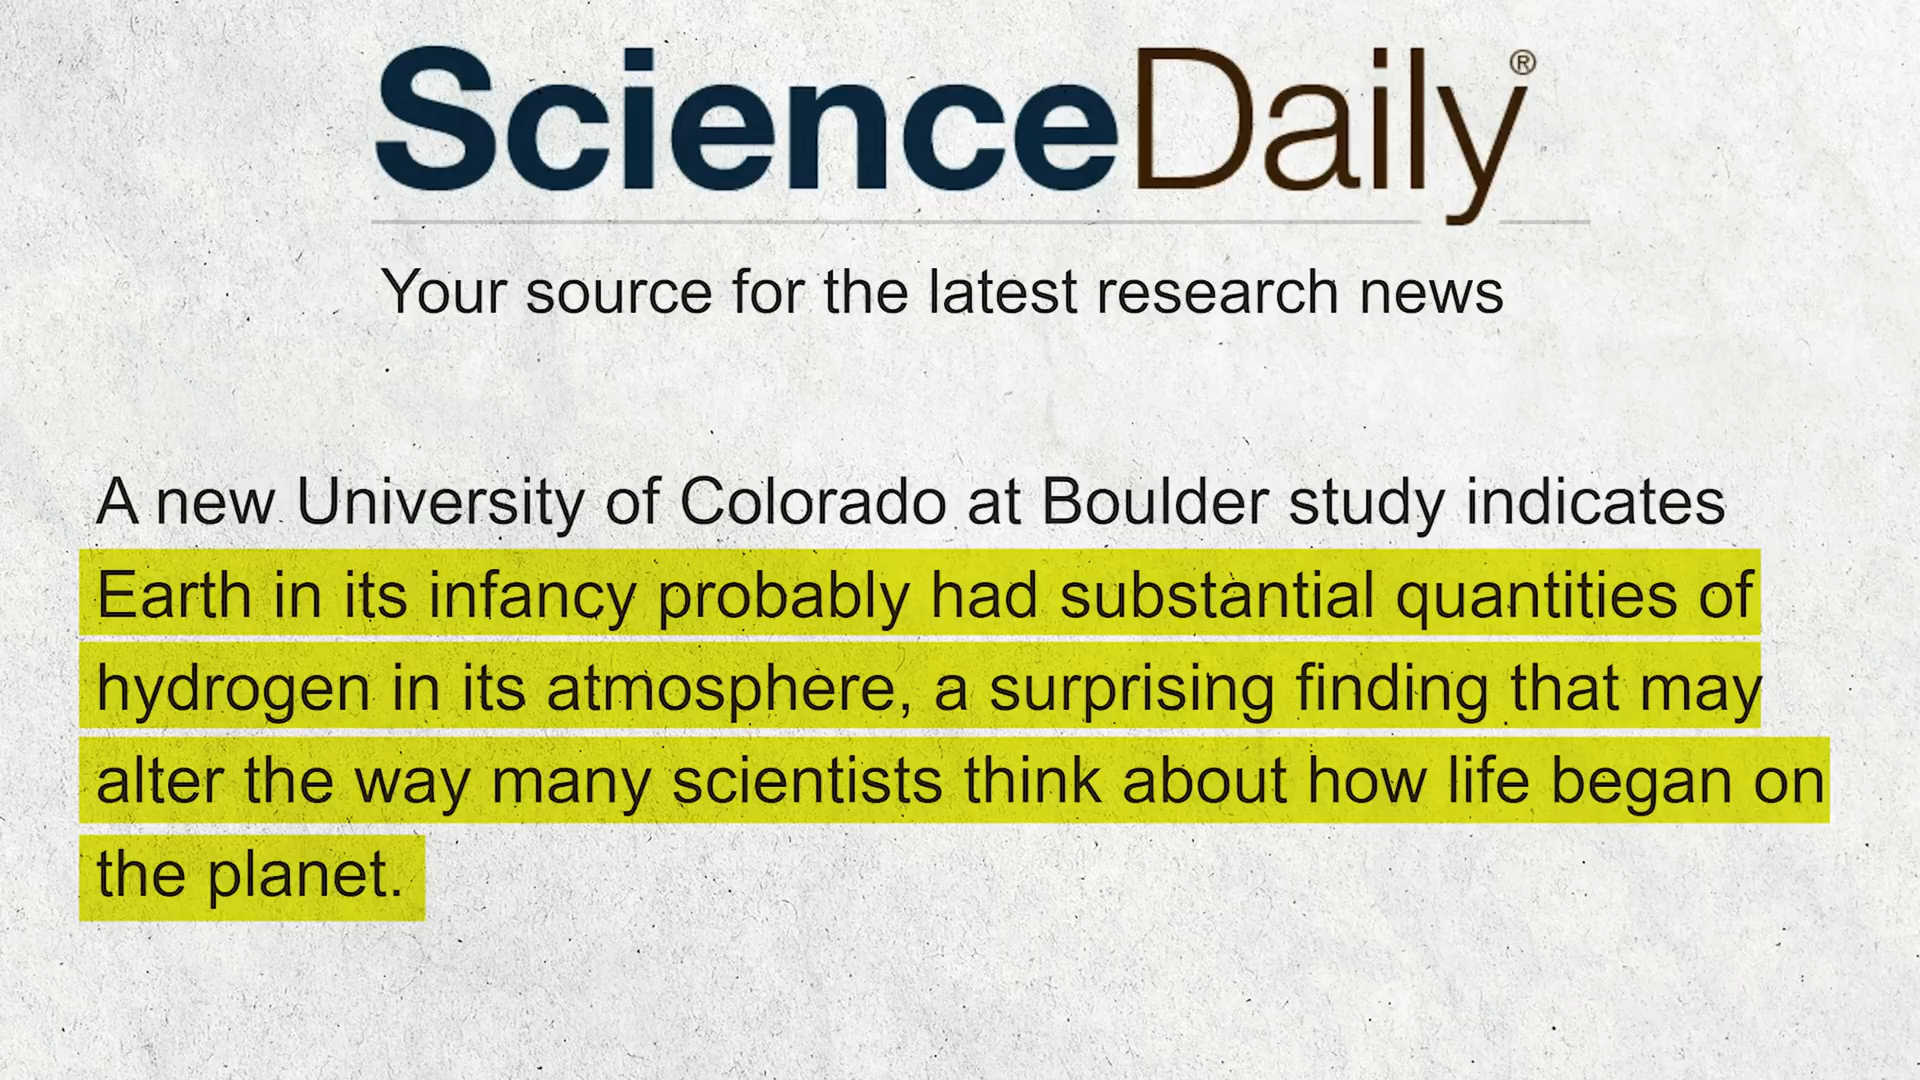 ScienceDaily®
Your source for the latest research news
A new University of Colorado at Boulder study indicates
Earth in its infancy probably had substantial quantities of
hydrogen in its atmosphere, a surprising finding that may
alter the way many scientists think about how life began on
the planet.